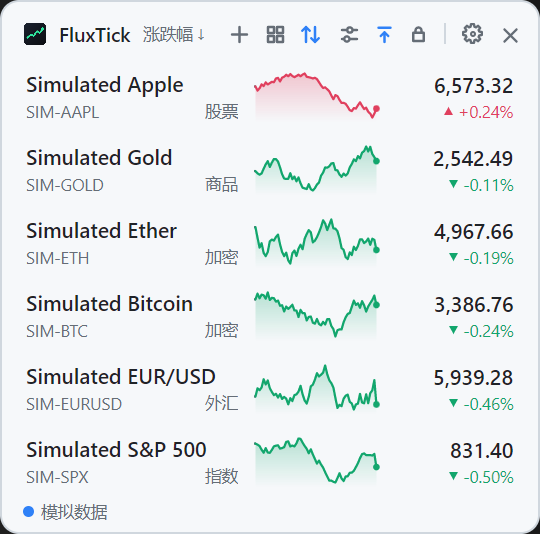 FluxTick 涨跌幅↓
Simulated Apple 6,573.32
SIM-AAPL 股票 ▲ +0.24%
Simulated Gold 2,542.49
SIM-GOLD 商品 ▼ -0.11%
Simulated Ether 4,967.66
SIM-ETH 加密 ▼ -0.19%
Simulated Bitcoin 3,386.76
SIM-BTC 加密 ▼ -0.24%
Simulated EUR/USD 5,939.28
SIM-EURUSD 外汇 ▼ -0.46%
Simulated S&P 500 831.40
SIM-SPX 指数 ▼ -0.50%
模拟数据